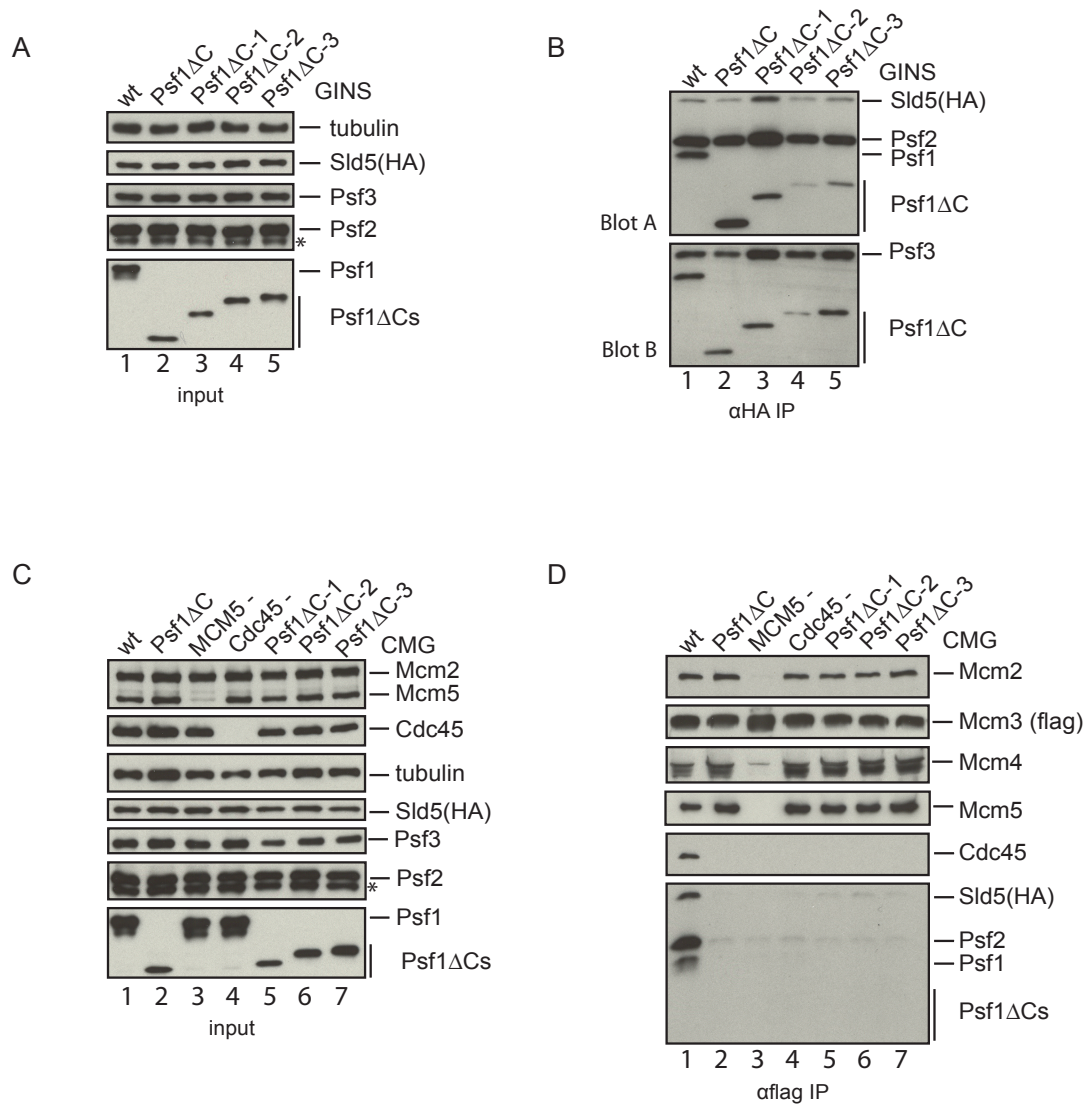 A
wt Psf1ΔC Psf1ΔC-1 Psf1ΔC-2 Psf1ΔC-3 GINS
tubulin
Sld5(HA)
Psf3
Psf2
*
Psf1
Psf1ΔCs
1 2 3 4 5
input
B
wt Psf1ΔC Psf1ΔC-1 Psf1ΔC-2 Psf1ΔC-3 GINS
Sld5(HA)
Psf2
Psf1
Psf1ΔC
Blot A
Psf3
Psf1ΔC
Blot B
1 2 3 4 5
αHA IP
C
wt Psf1ΔC MCM5 - Cdc45 - Psf1ΔC-1 Psf1ΔC-2 Psf1ΔC-3 CMG
Mcm2
Mcm5
Cdc45
tubulin
Sld5(HA)
Psf3
Psf2
*
Psf1
Psf1ΔCs
1 2 3 4 5 6 7
input
D
wt Psf1ΔC MCM5 - Cdc45 - Psf1ΔC-1 Psf1ΔC-2 Psf1ΔC-3 CMG
Mcm2
Mcm3 (flag)
Mcm4
Mcm5
Cdc45
Sld5(HA)
Psf2
Psf1
Psf1ΔCs
1 2 3 4 5 6 7
αflag IP